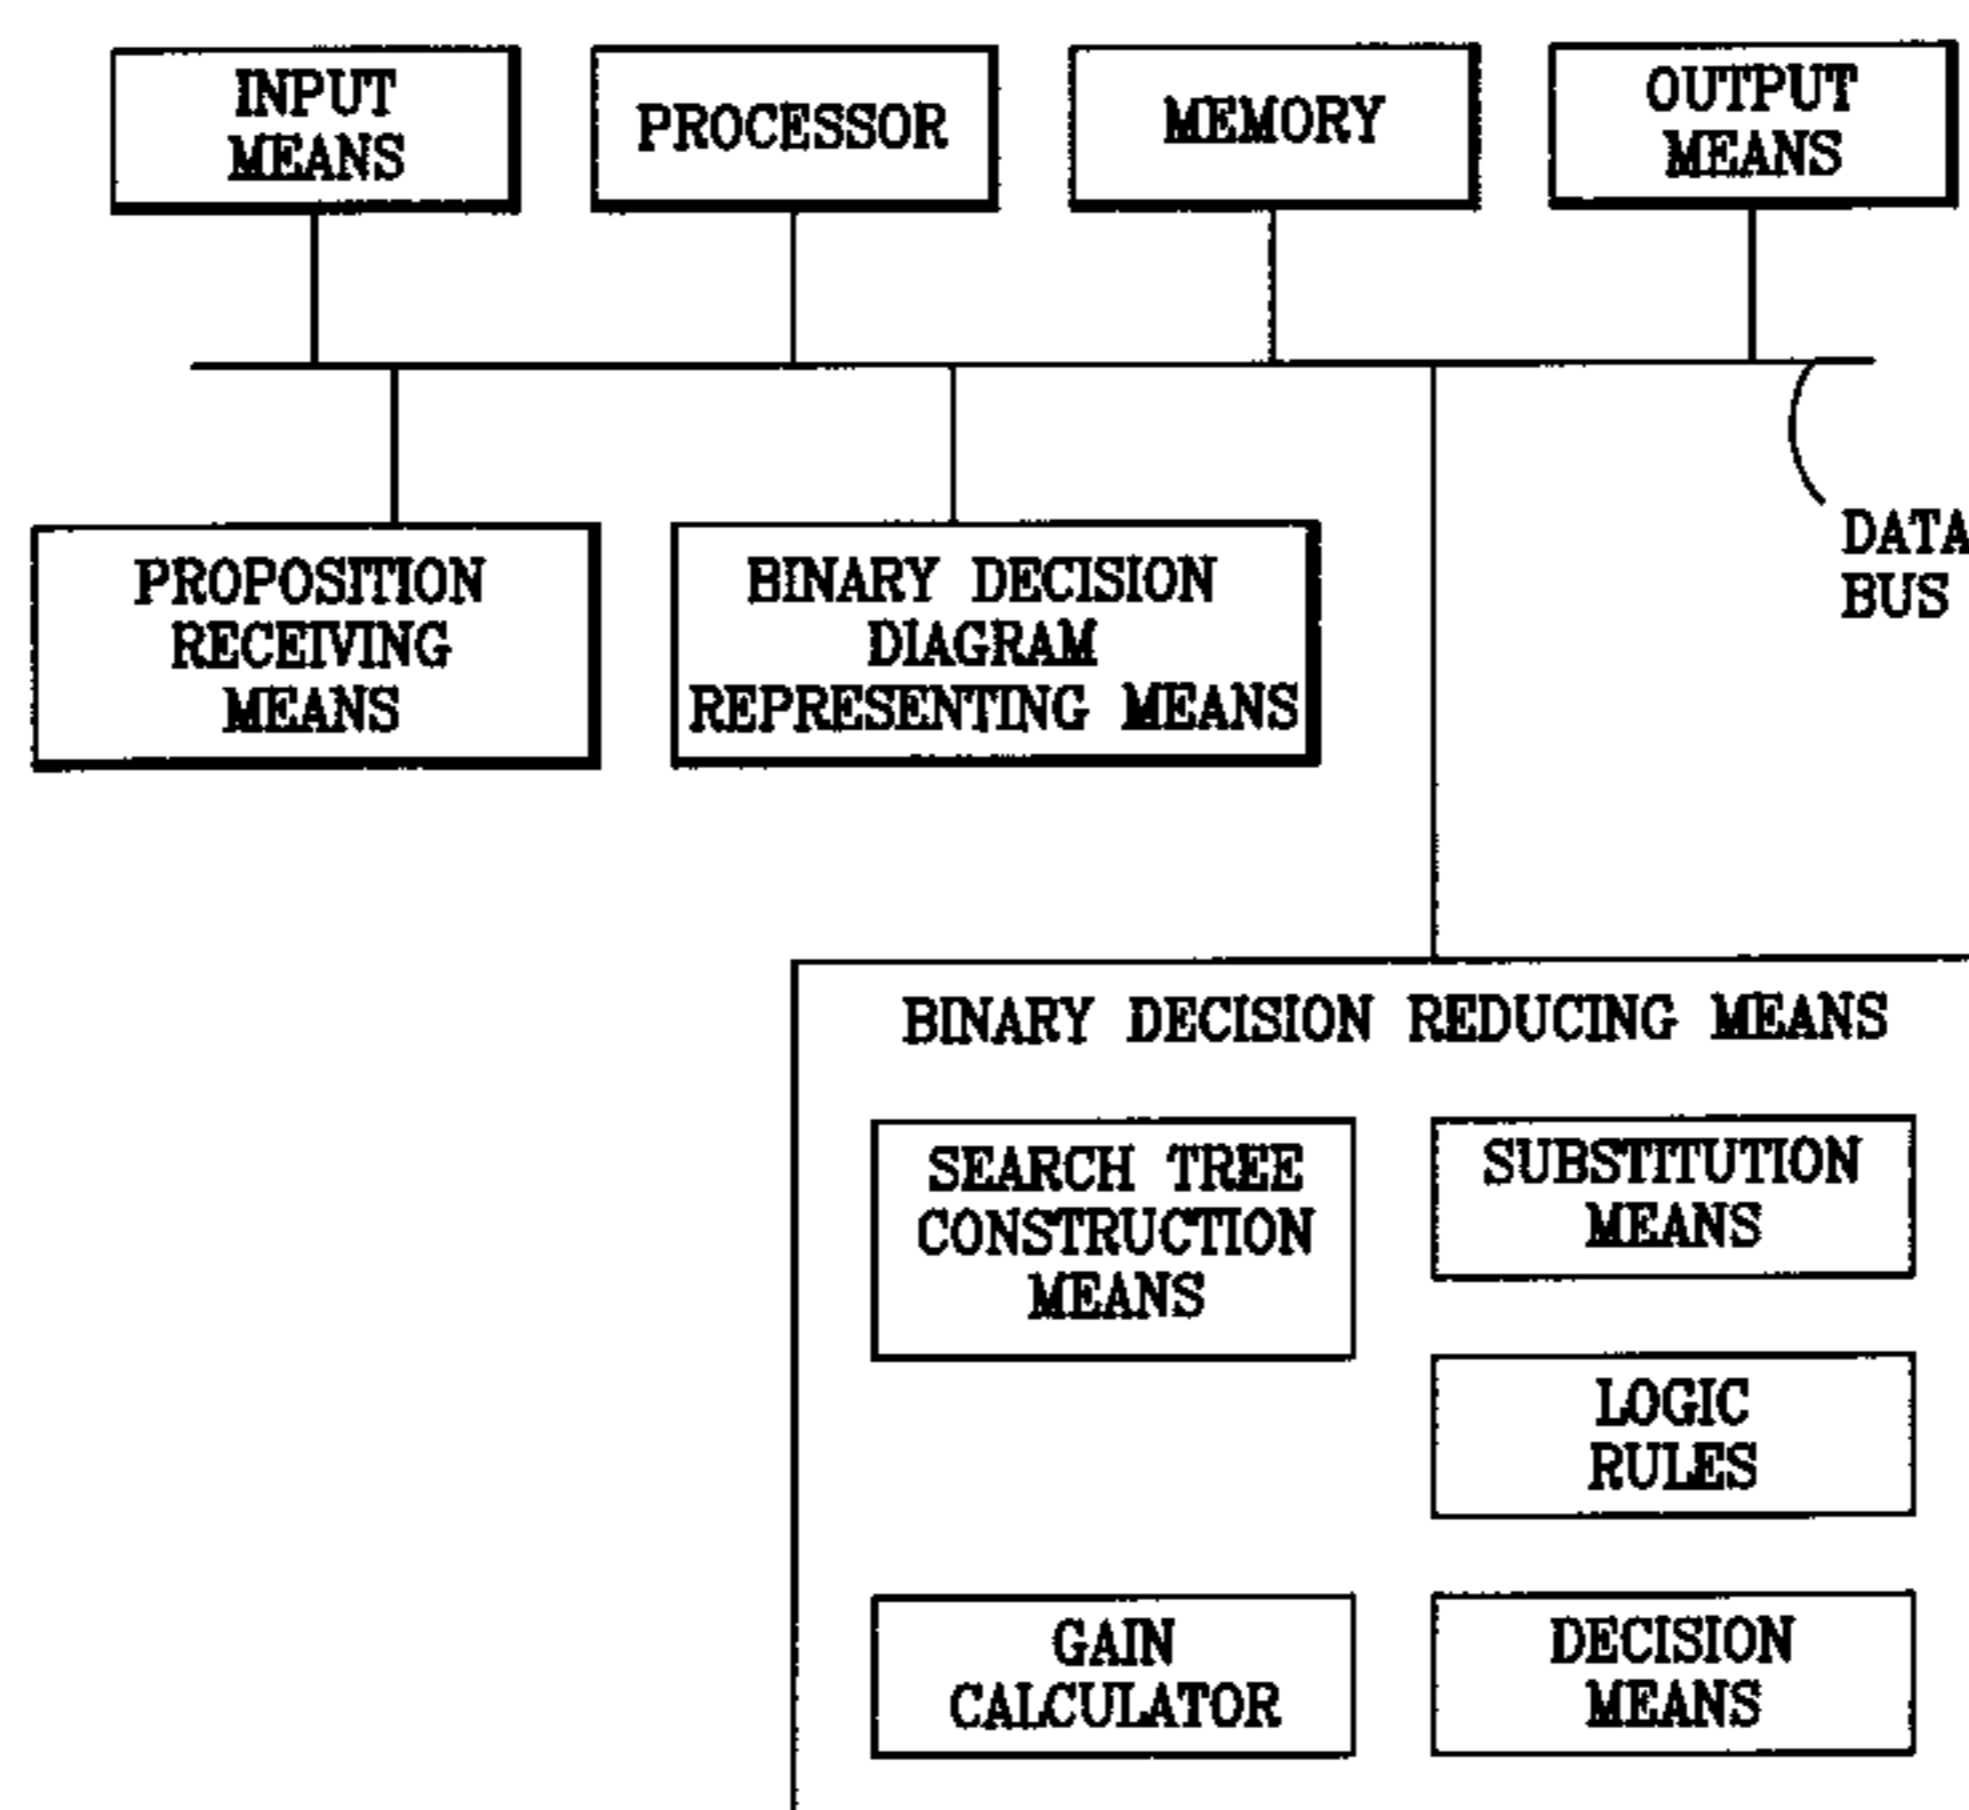 INPUT
MEANS
PROCESSOR
MEMORY
OUTPUT
MEANS
DATA
BUS
PROPOSITION
RECEIVING
MEANS
BINARY DECISION
DIAGRAM
REPRESENTING MEANS
BINARY DECISION REDUCING MEANS
SEARCH TREE
CONSTRUCTION
MEANS
SUBSTITUTION
MEANS
LOGIC
RULES
GAIN
CALCULATOR
DECISION
MEANS